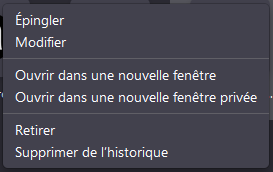 Épingler
Modifier
Ouvrir dans une nouvelle fenêtre
Ouvrir dans une nouvelle fenêtre privée
Retirer
Supprimer de l'historique